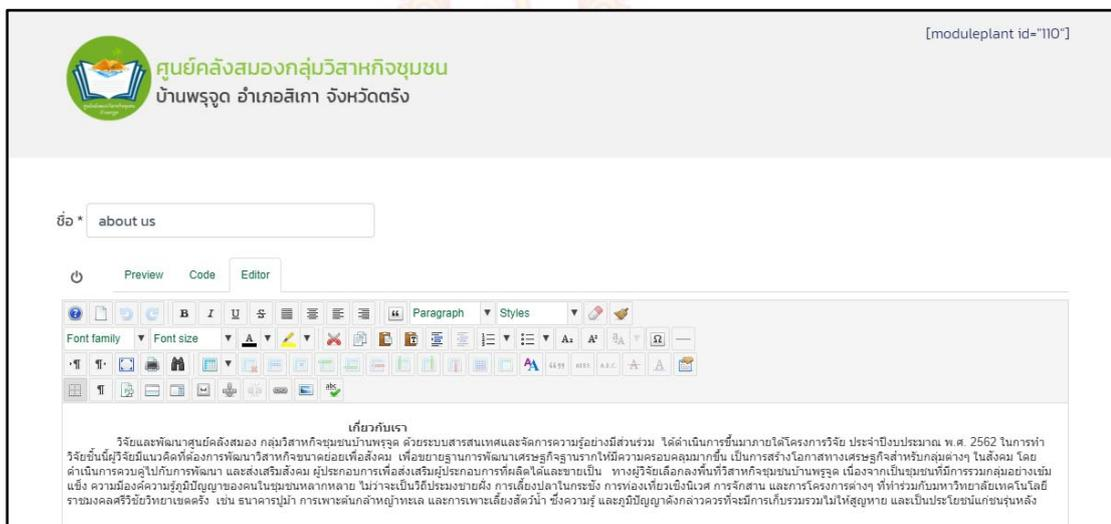 [moduleplant id="110"]
ศูนย์คลังสมองกลุ่มวิสาหกิจชุมชน
บ้านพรุจูด อำเภอสิเกา จังหวัดตรัง
ชื่อ * about us
Preview Code Editor
Paragraph Styles
Font family Font size
เกี่ยวกับเรา
วิจัยและพัฒนาศูนย์คลังสมอง กลุ่มวิสาหกิจชุมชนบ้านพรุจูด ด้วยระบบสารสนเทศและจัดการความรู้อย่างมีส่วนร่วม ได้ดำเนินการขึ้นมาภายใต้โครงการวิจัย ประจำปีงบประมาณ พ.ศ. 2562 ในการทำ
วิจัยชิ้นนี้ผู้วิจัยมีแนวคิดที่ต้องการพัฒนาวิสาหกิจขนาดย่อยเพื่อสังคม เพื่อขยายฐานการพัฒนาเศรษฐกิจฐานรากให้มีความครอบคลุมมากขึ้น เป็นการสร้างโอกาสทางเศรษฐกิจสำหรับกลุ่มต่างๆ ในสังคม โดย
ดำเนินการควบคู่ไปกับการพัฒนา และส่งเสริมสังคม ผู้ประกอบการเพื่อส่งเสริมผู้ประกอบการที่ผลิตได้และขายเป็น ทางผู้วิจัยเลือกลงพื้นที่วิสาหกิจชุมชนบ้านพรุจูด เนื่องจากเป็นชุมชนที่มีการรวมกลุ่มอย่างเข้ม
แข็ง ความมีองค์ความรู้ภูมิปัญญาของคนในชุมชนหลากหลาย ไม่ว่าจะเป็นวิถีประมงชายฝั่ง การเลี้ยงปลาในกระชัง การท่องเที่ยวเชิงนิเวศ การจักสาน และการโครงการต่างๆ ที่ทำร่วมกับมหาวิทยาลัยเทคโนโลยี
ราชมงคลศรีวิชัยวิทยาเขตตรัง เช่น ธนาคารปูม้า การเพาะต้นกล้าหญ้าทะเล และการเพาะเลี้ยงสัตว์น้ำ ซึ่งความรู้ และภูมิปัญญาดังกล่าวควรที่จะมีการเก็บรวมรวมไม่ให้สูญหาย และเป็นประโยชน์แก่ชนรุ่นหลัง